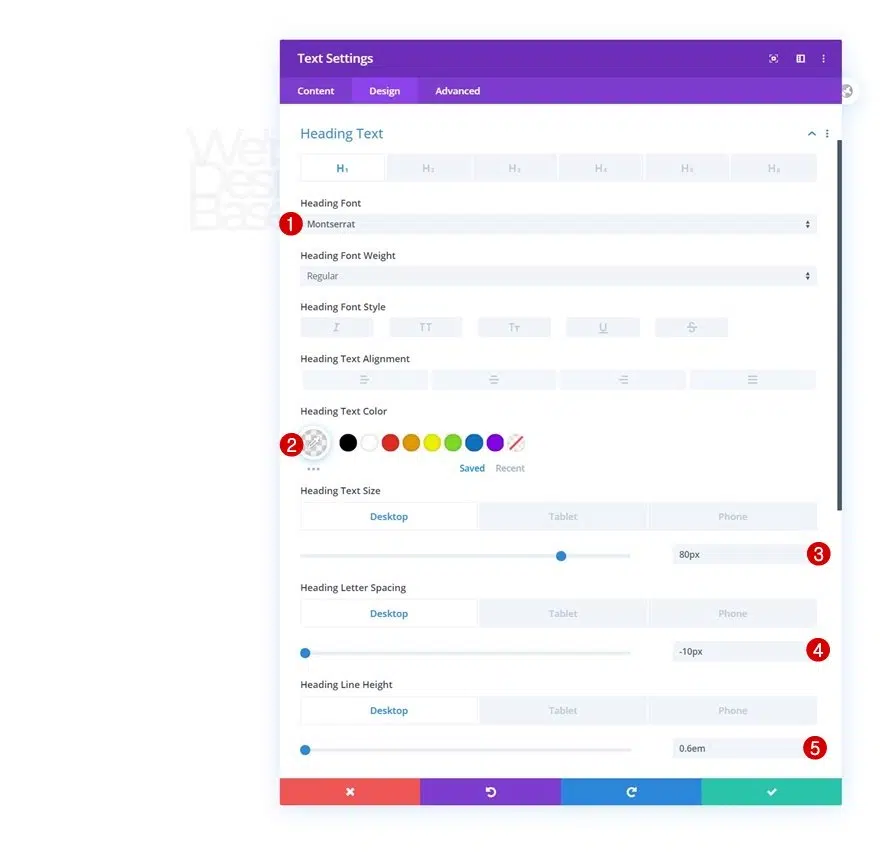 Text Settings
Content Design Advanced
Heading Text
H1 H2 H3 H4 H5 H6
Heading Font
1 Montserrat
Heading Font Weight
Regular
Heading Font Style
I TT Tт U S
Heading Text Alignment
Heading Text Color
2
Saved Recent
Heading Text Size
Desktop Tablet Phone
80px 3
Heading Letter Spacing
Desktop Tablet Phone
-10px 4
Heading Line Height
Desktop Tablet Phone
0.6em 5
Web